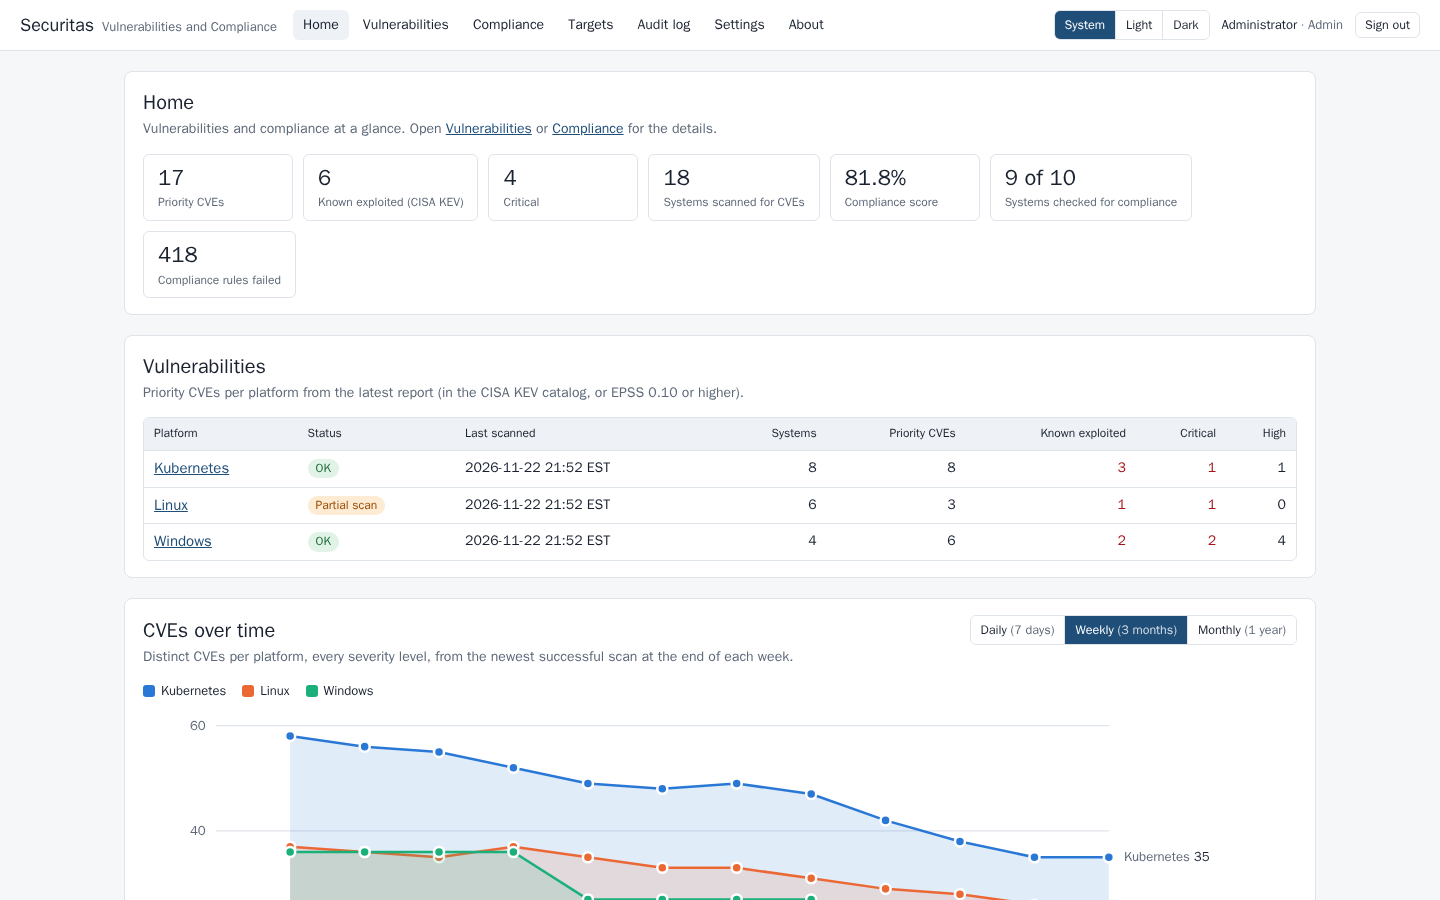 Securitas Vulnerabilities and Compliance Home Vulnerabilities Compliance Targets Audit log Settings About System Light Dark Administrator · Admin Sign out
Home
Vulnerabilities and compliance at a glance. Open Vulnerabilities or Compliance for the details.
17
Priority CVEs
6
Known exploited (CISA KEV)
4
Critical
18
Systems scanned for CVEs
81.8%
Compliance score
9 of 10
Systems checked for compliance
418
Compliance rules failed
Vulnerabilities
Priority CVEs per platform from the latest report (in the CISA KEV catalog, or EPSS 0.10 or higher).
Platform Status Last scanned Systems Priority CVEs Known exploited Critical High
Kubernetes OK 2026-11-22 21:52 EST 8 8 3 1 1
Linux Partial scan 2026-11-22 21:52 EST 6 3 1 1 0
Windows OK 2026-11-22 21:52 EST 4 6 2 2 4
CVEs over time
Daily (7 days) Weekly (3 months) Monthly (1 year)
Distinct CVEs per platform, every severity level, from the newest successful scan at the end of each week.
Kubernetes Linux Windows
60
40
Kubernetes 35